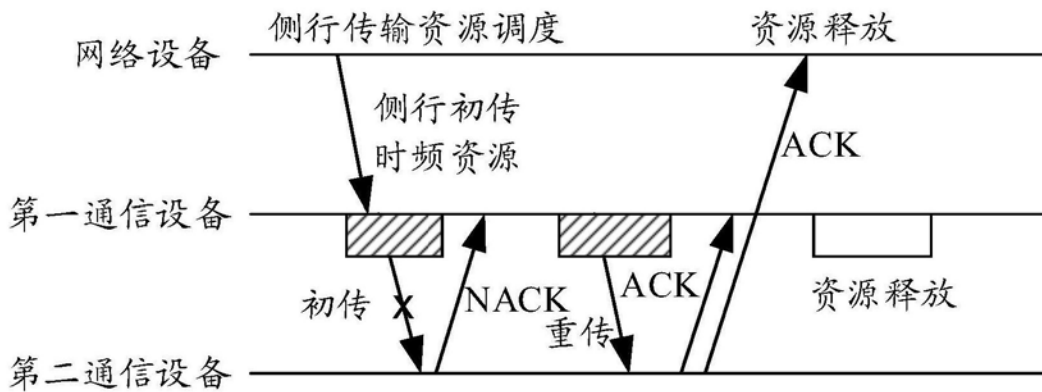 侧行传输资源调度
资源释放
网络设备
侧行初传
时频资源
ACK
第一通信设备
初传
x
NACK
ACK
重传
资源释放
第二通信设备